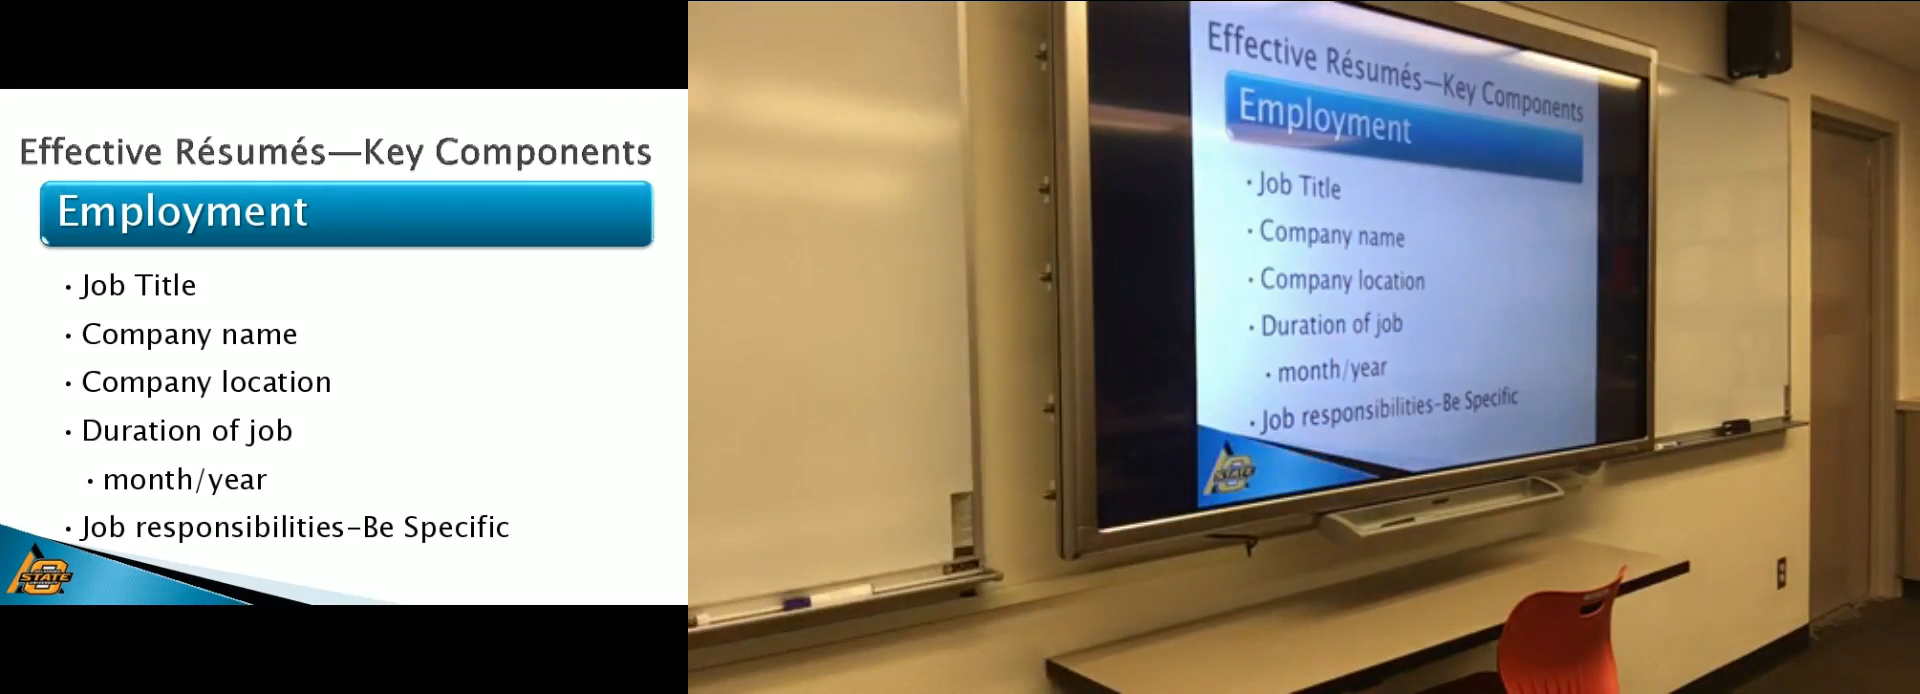 Effective Résumés—Key Components
Employment
• Job Title
• Company name
• Company location
• Duration of job
• month/year
• Job responsibilities-Be Specific
STATE
Effective Résumés—Key Components
Employment
• Job Title
• Company name
• Company location
• Duration of job
• month/year
• Job responsibilities-Be Specific
STATE